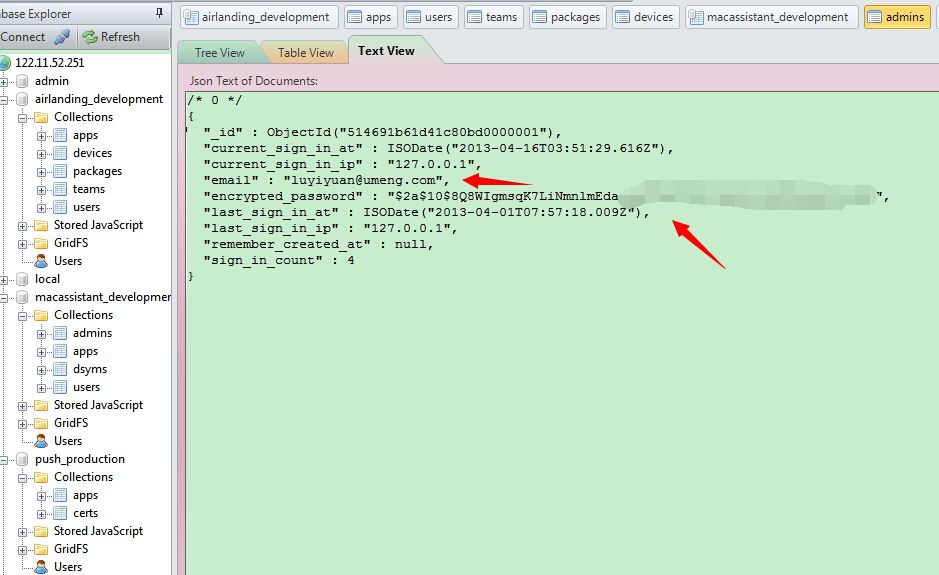 base Explorer
Connect
Refresh
122.11.52.251
admin
airlanding_development
Collections
apps
devices
packages
teams
users
Stored JavaScript
GridFS
Users
local
macassistant_developmen
Collections
admins
apps
dsyms
users
Stored JavaScript
GridFS
Users
push_production
Collections
apps
certs
Stored JavaScript
GridFS
Users
airlanding_development
apps
users
teams
packages
devices
macassistant_development
admins
Tree View
Table View
Text View
Json Text of Documents:
/* 0 */
{
"_id" : ObjectId("514691b61d41c80bd0000001"),
"current_sign_in_at" : ISODate("2013-04-16T03:51:29.616Z"),
"current_sign_in_ip" : "127.0.0.1",
"email" : "luyiyuan@umeng.com",
"encrypted_password" : "$2a$10$8Q8WIgmsqK7LiNmnlmEda ",
"last_sign_in_at" : ISODate("2013-04-01T07:57:18.009Z"),
"last_sign_in_ip" : "127.0.0.1",
"remember_created_at" : null,
"sign_in_count" : 4
}